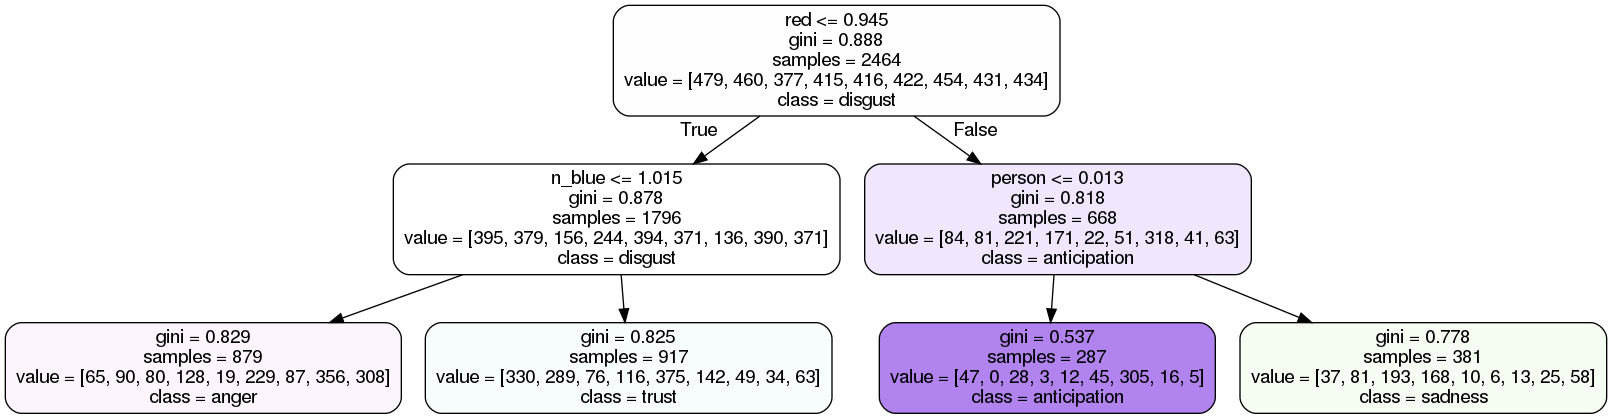 red <= 0.945
gini = 0.888
samples = 2464
value = [479, 460, 377, 415, 416, 422, 454, 431, 434]
class = disgust
True
False
n_blue <= 1.015
gini = 0.878
samples = 1796
value = [395, 379, 156, 244, 394, 371, 136, 390, 371]
class = disgust
person <= 0.013
gini = 0.818
samples = 668
value = [84, 81, 221, 171, 22, 51, 318, 41, 63]
class = anticipation
gini = 0.829
samples = 879
value = [65, 90, 80, 128, 19, 229, 87, 356, 308]
class = anger
gini = 0.825
samples = 917
value = [330, 289, 76, 116, 375, 142, 49, 34, 63]
class = trust
gini = 0.537
samples = 287
value = [47, 0, 28, 3, 12, 45, 305, 16, 5]
class = anticipation
gini = 0.778
samples = 381
value = [37, 81, 193, 168, 10, 6, 13, 25, 58]
class = sadness